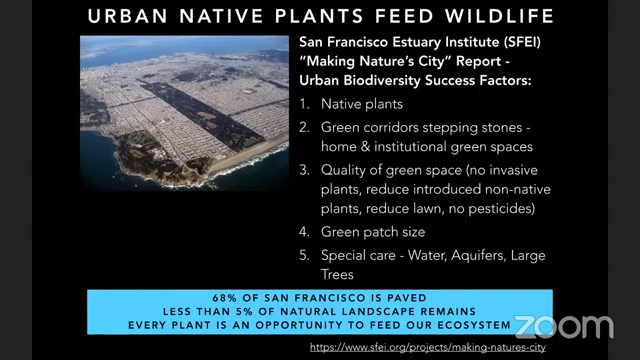 URBAN NATIVE PLANTS FEED WILDLIFE
San Francisco Estuary Institute (SFEI)
"Making Nature's City" Report -
Urban Biodiversity Success Factors:
1. Native plants
2. Green corridors stepping stones -
home & institutional green spaces
3. Quality of green space (no invasive
plants, reduce introduced non-native
plants, reduce lawn, no pesticides)
4. Green patch size
5. Special care - Water, Aquifers, Large
Trees
68% OF SAN FRANCISCO IS PAVED
LESS THAN 5% OF NATURAL LANDSCAPE REMAINS
EVERY PLANT IS AN OPPORTUNITY TO FEED OUR ECOSYSTEM
zoom
https://www.sfei.org/projects/making-natures-city